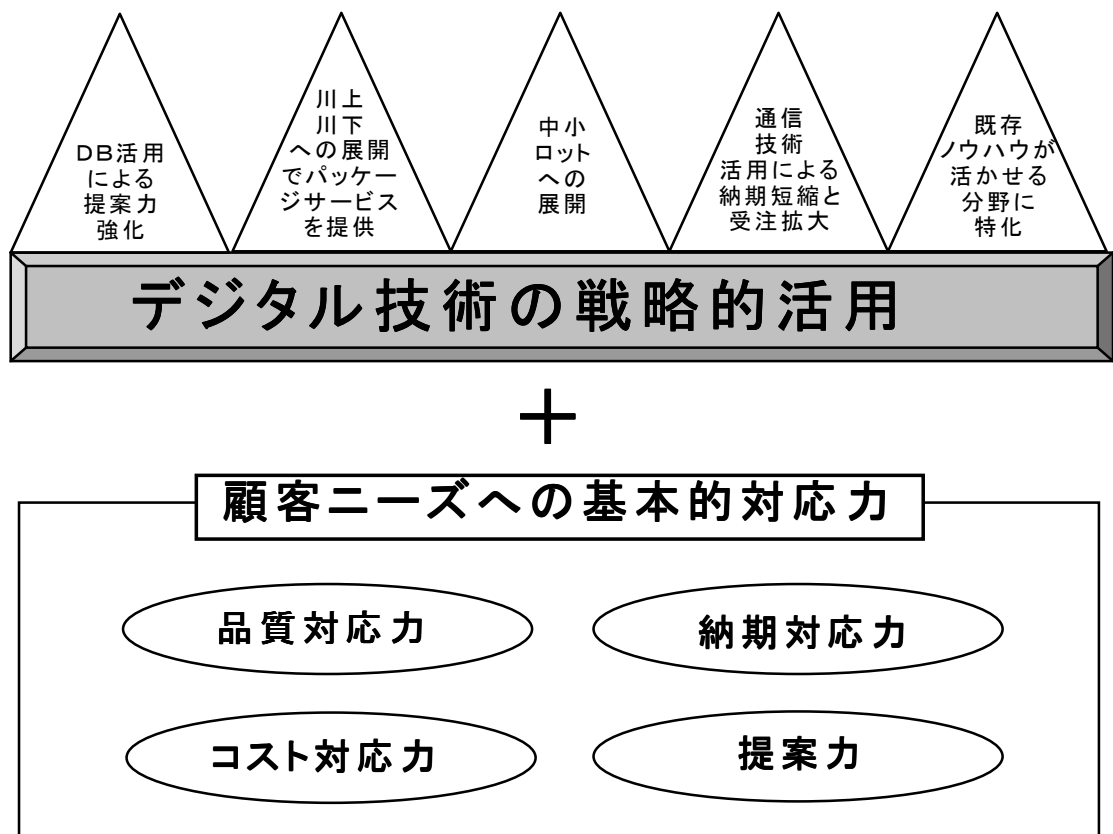 DB活用
による
提案力
強化
川上
川下
への展開
でパッケー
ジサービス
を提供
中小
ロット
への
展開
通信
技術
活用による
納期短縮と
受注拡大
既存
ノウハウが
活かせる
分野に
特化
デジタル技術の戦略的活用
＋
顧客ニーズへの基本的対応力
品質対応力
納期対応力
コスト対応力
提案力